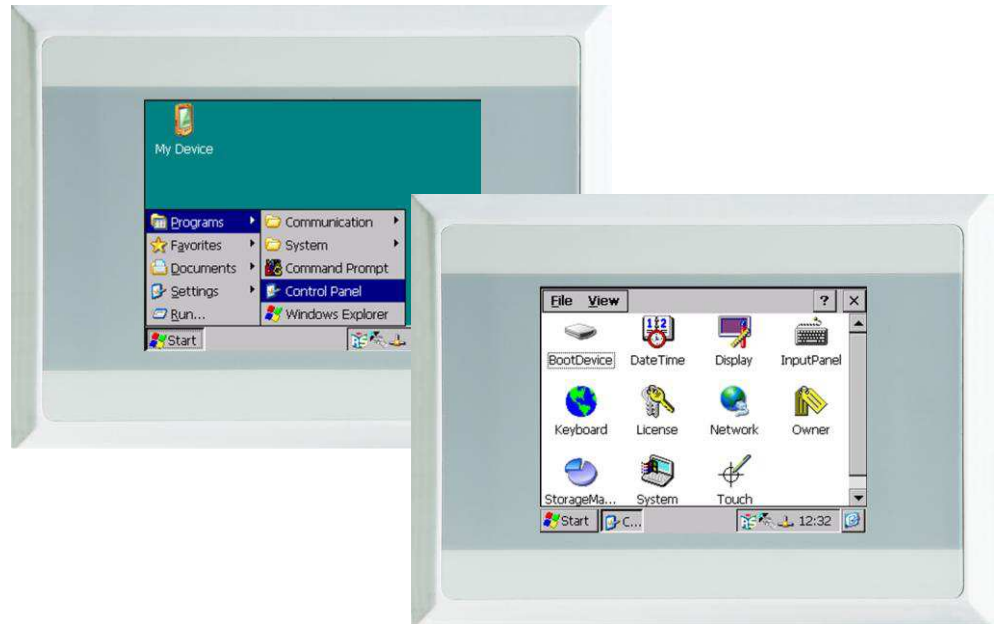 My Device
Programs
Favorites
Documents
Settings
Run...
Communication
System
Command Prompt
Control Panel
Windows Explorer
Start
File View ? ×
BootDevice DateTime Display InputPanel
Keyboard License Network Owner
StorageMa... System Touch
Start C... 12:32